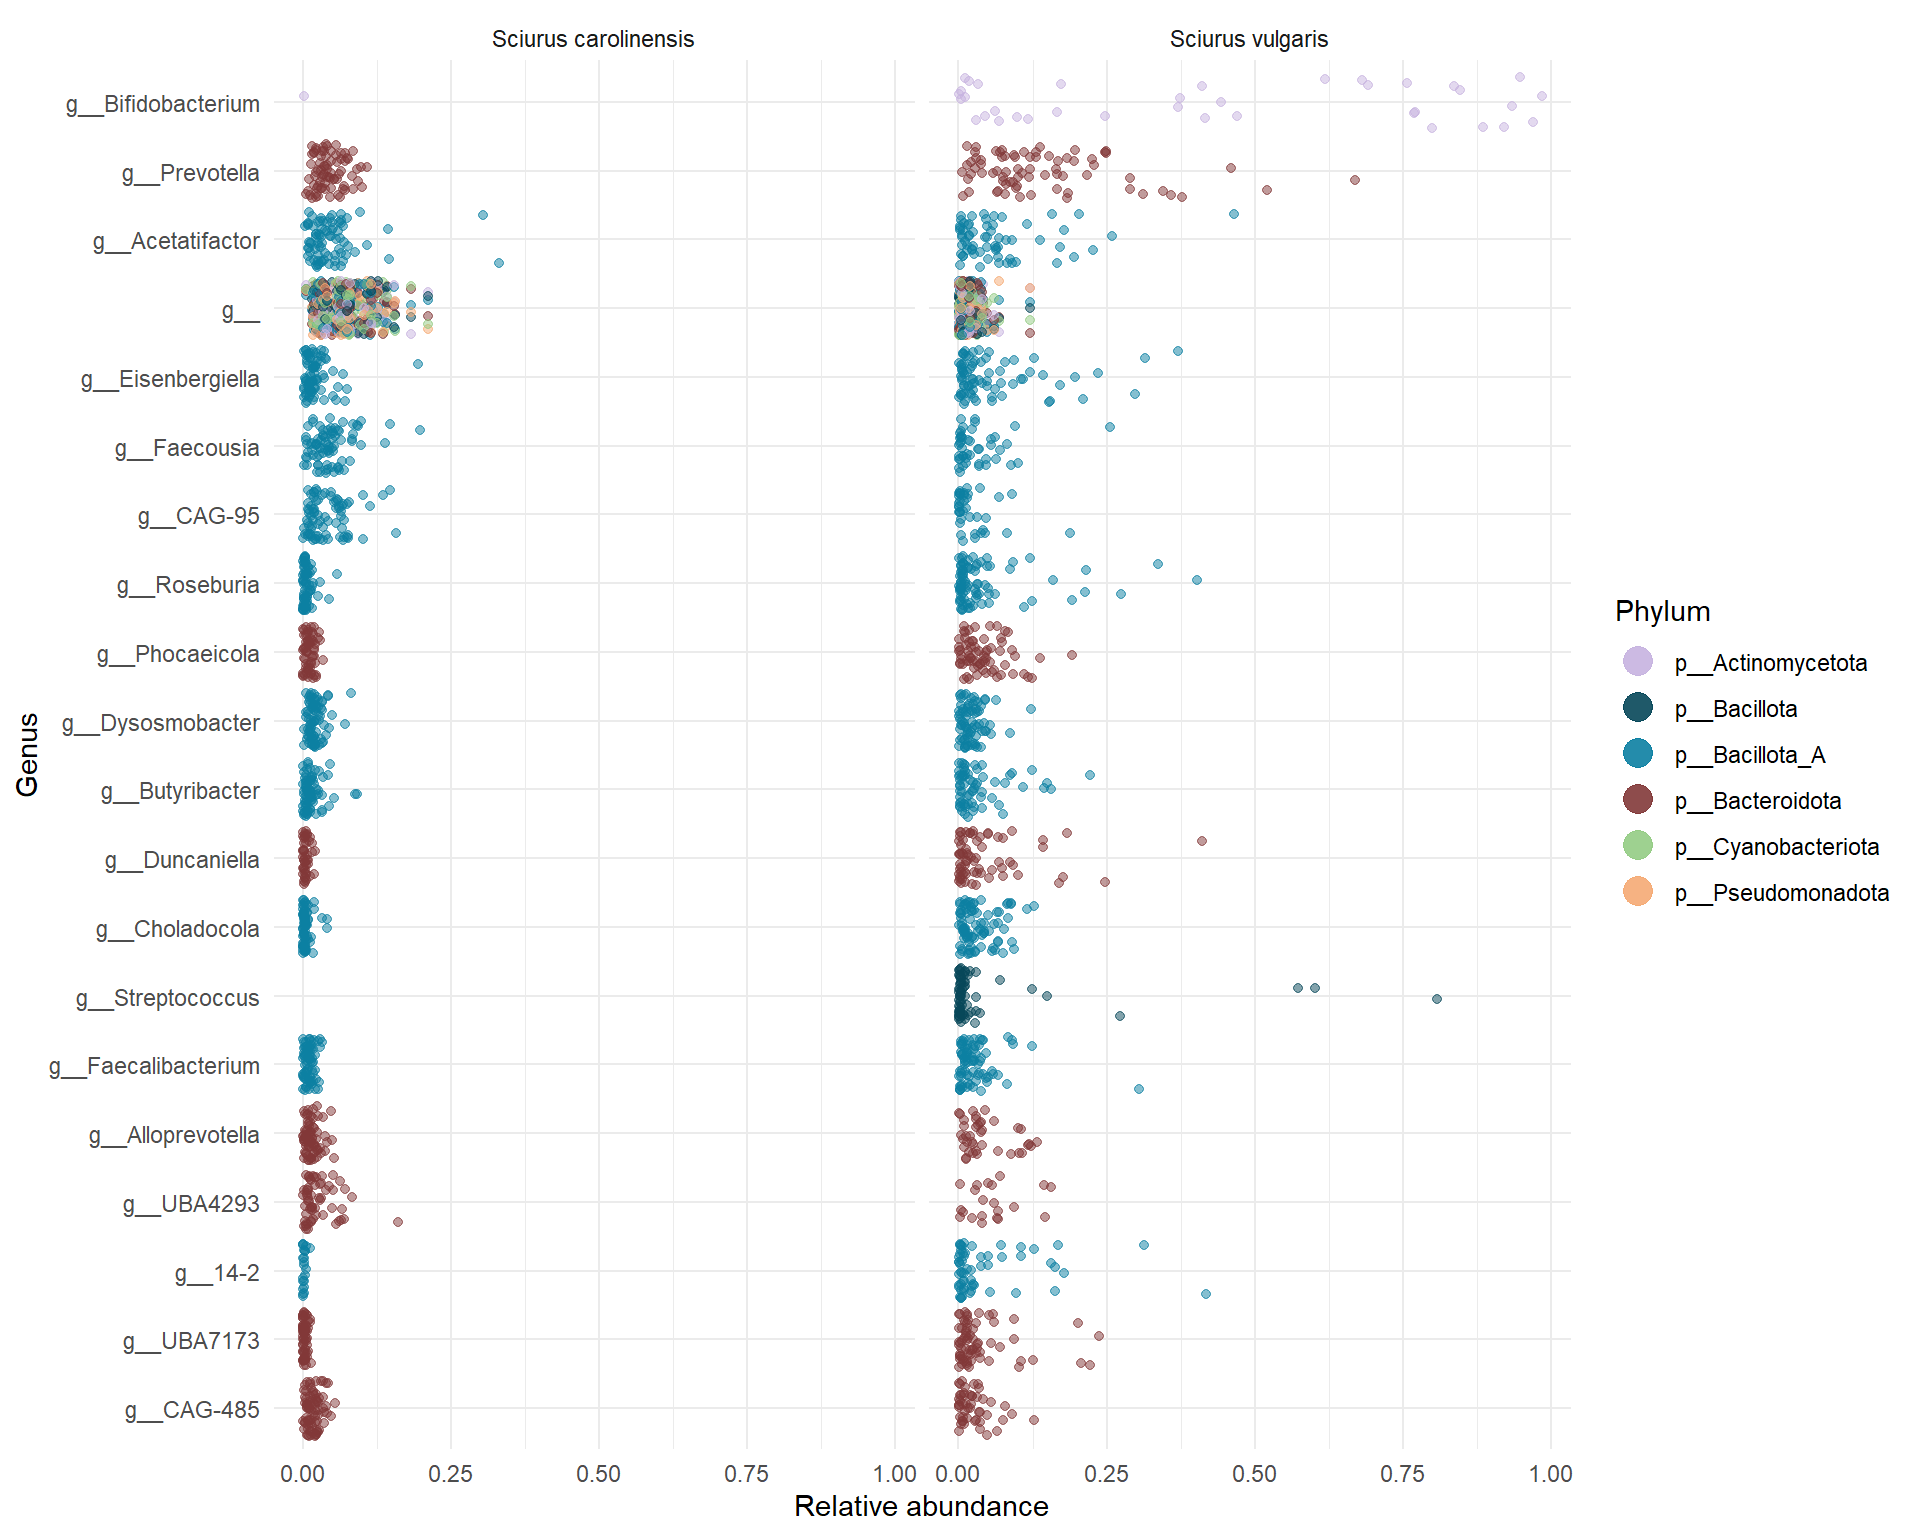 Sciurus carolinensis
Sciurus vulgaris
g__Bifidobacterium
g__Prevotella
g__Acetatifactor
g__
g__Eisenbergiella
g__Faecousia
g__CAG-95
g__Roseburia
g__Phocaeicola
g__Dysosmobacter
g__Butyribacter
g__Duncaniella
g__Choladocola
g__Streptococcus
g__Faecalibacterium
g__Alloprevotella
g__UBA4293
g__14-2
g__UBA7173
g__CAG-485
Genus
0.00 0.25 0.50 0.75 1.00 0.00 0.25 0.50 0.75 1.00
Relative abundance
Phylum
p__Actinomycetota
p__Bacillota
p__Bacillota_A
p__Bacteroidota
p__Cyanobacteriota
p__Pseudomonadota